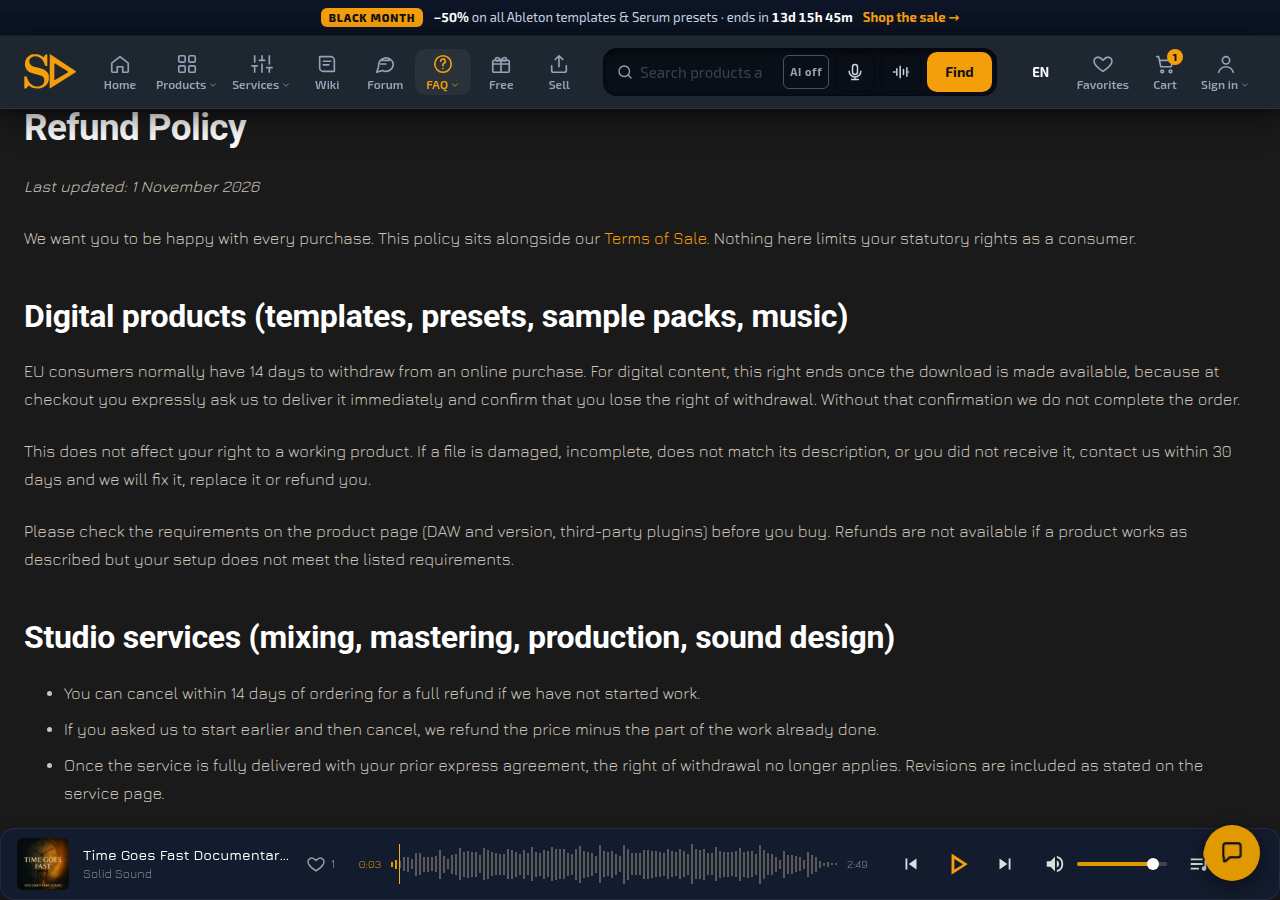 BLACK MONTH −50% on all Ableton templates & Serum presets · ends in 13d 15h 45m Shop the sale →
Home
Products
Services
Wiki
Forum
FAQ
Free
Sell
Search products a
AI off
Find
EN
Favorites
1
Cart
Sign in
Refund Policy
Last updated: 1 November 2026
We want you to be happy with every purchase. This policy sits alongside our Terms of Sale. Nothing here limits your statutory rights as a consumer.
Digital products (templates, presets, sample packs, music)
EU consumers normally have 14 days to withdraw from an online purchase. For digital content, this right ends once the download is made available, because at
checkout you expressly ask us to deliver it immediately and confirm that you lose the right of withdrawal. Without that confirmation we do not complete the order.
This does not affect your right to a working product. If a file is damaged, incomplete, does not match its description, or you did not receive it, contact us within 30
days and we will fix it, replace it or refund you.
Please check the requirements on the product page (DAW and version, third-party plugins) before you buy. Refunds are not available if a product works as
described but your setup does not meet the listed requirements.
Studio services (mixing, mastering, production, sound design)
You can cancel within 14 days of ordering for a full refund if we have not started work.
If you asked us to start earlier and then cancel, we refund the price minus the part of the work already done.
Once the service is fully delivered with your prior express agreement, the right of withdrawal no longer applies. Revisions are included as stated on the
service page.
TIME GOES
FAST
Time Goes Fast Documentar...
Solid Sound
1
0:03
2:49